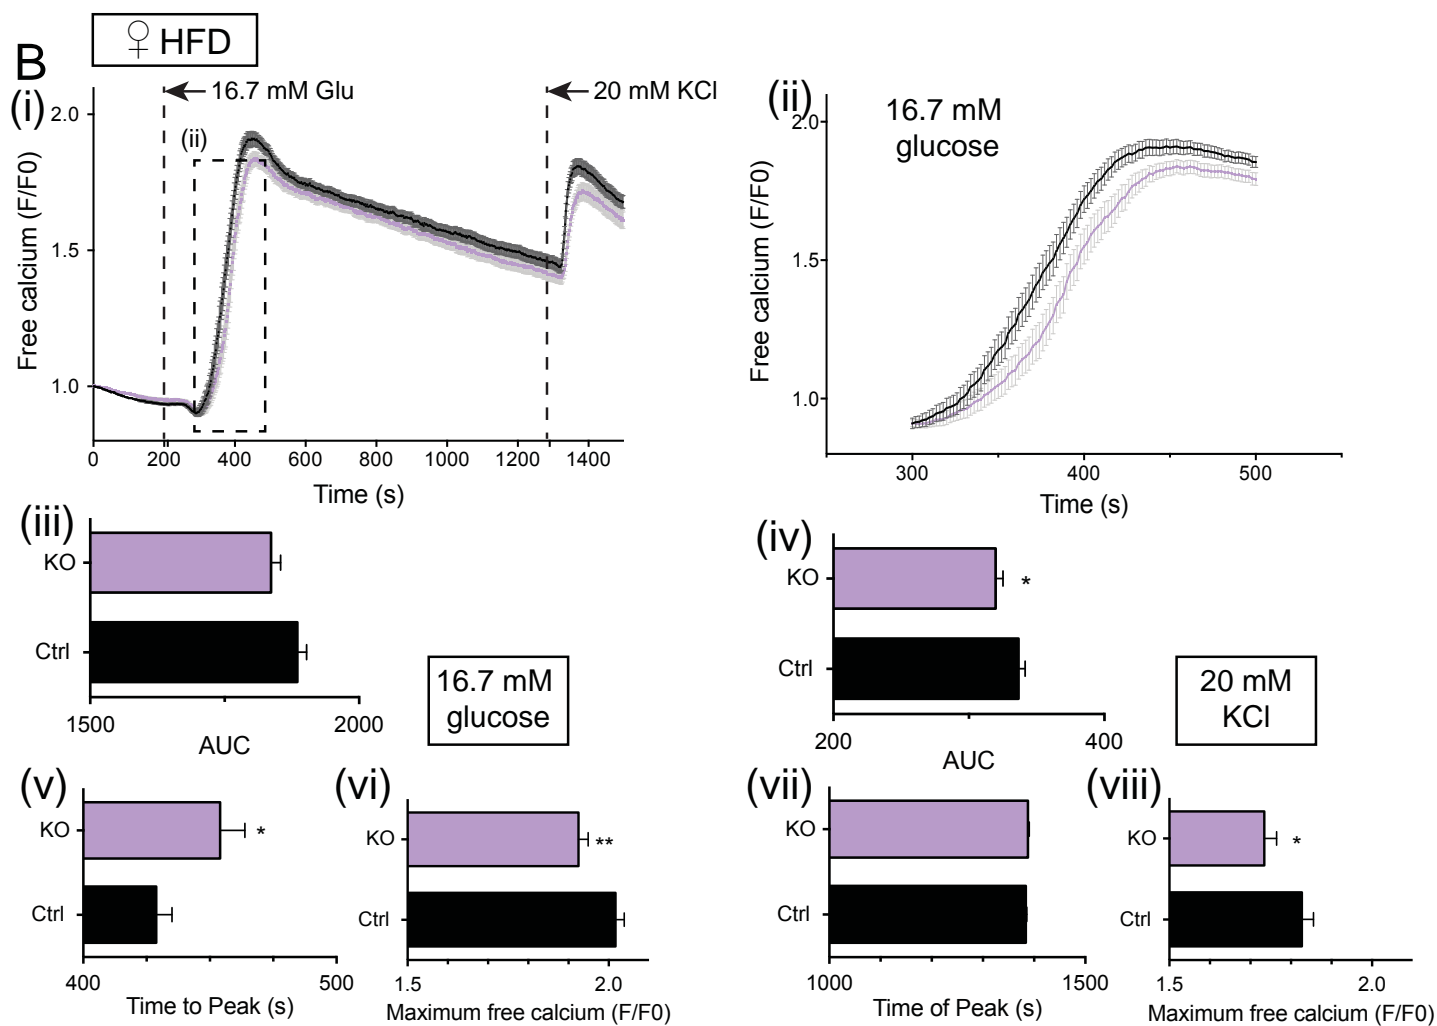 B
♀ HFD
(i)
16.7 mM Glu
20 mM KCl
(ii)
2.0
1.5
1.0
Free calcium (F/F0)
0 200 400 600 800 1000 1200 1400
Time (s)
(ii)
16.7 mM
glucose
2.0
1.5
1.0
Free calcium (F/F0)
300 400 500
Time (s)
(iii)
KO
Ctrl
1500 2000
AUC
16.7 mM
glucose
(iv)
KO *
Ctrl
200 400
AUC
20 mM
KCl
(v)
KO *
Ctrl
400 500
Time to Peak (s)
(vi)
KO **
Ctrl
1.5 2.0
Maximum free calcium (F/F0)
(vii)
KO
Ctrl
1000 1500
Time of Peak (s)
(viii)
KO *
Ctrl
1.5 2.0
Maximum free calcium (F/F0)